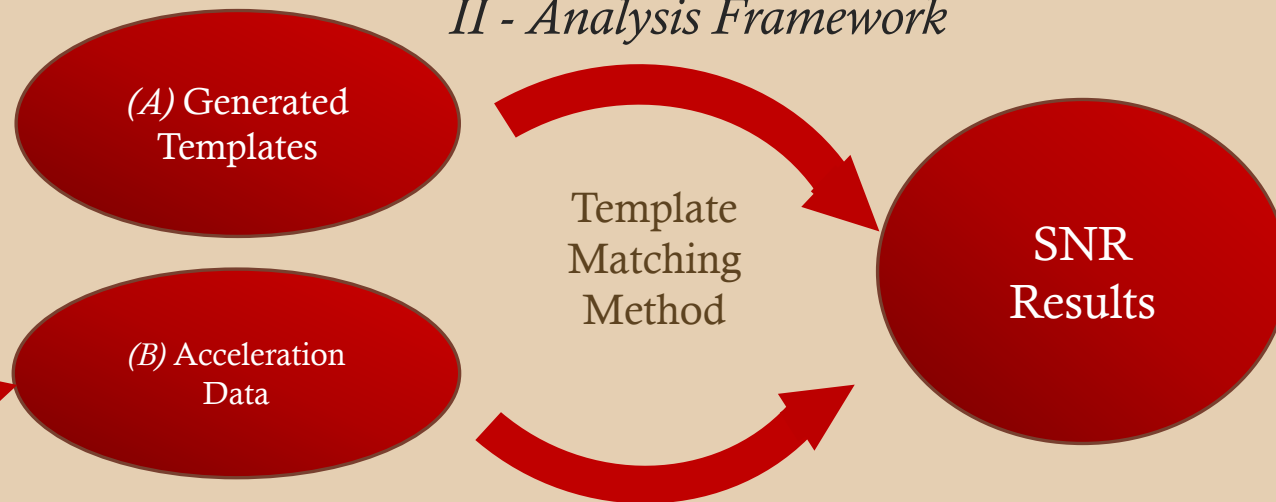 II - Analysis Framework
(A) Generated
Templates
(B) Acceleration
Data
Template
Matching
Method
SNR
Results